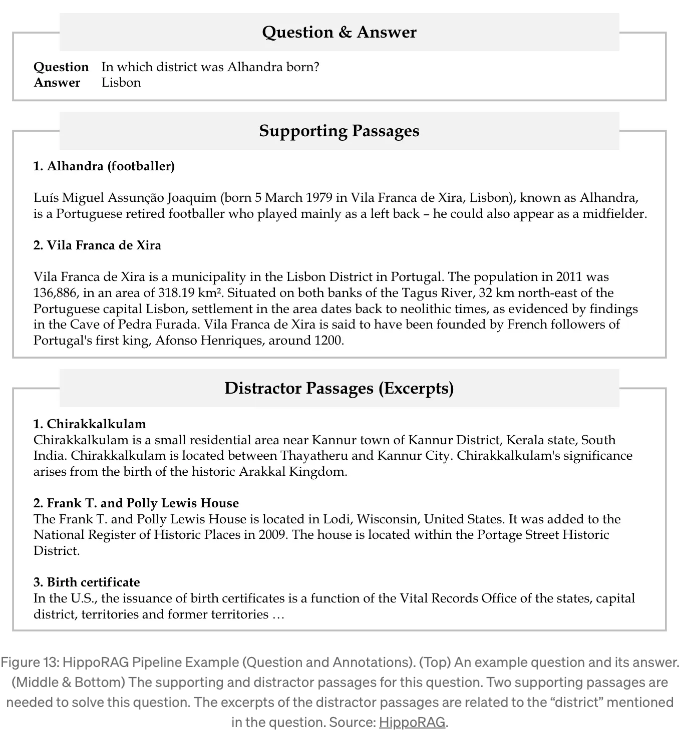 Question & Answer
Question In which district was Alhandra born?
Answer Lisbon
Supporting Passages
1. Alhandra (footballer)
Luís Miguel Assunção Joaquim (born 5 March 1979 in Vila Franca de Xira, Lisbon), known as Alhandra,
is a Portuguese retired footballer who played mainly as a left back – he could also appear as a midfielder.
2. Vila Franca de Xira
Vila Franca de Xira is a municipality in the Lisbon District in Portugal. The population in 2011 was
136,886, in an area of 318.19 km². Situated on both banks of the Tagus River, 32 km north-east of the
Portuguese capital Lisbon, settlement in the area dates back to neolithic times, as evidenced by findings
in the Cave of Pedra Furada. Vila Franca de Xira is said to have been founded by French followers of
Portugal's first king, Afonso Henriques, around 1200.
Distractor Passages (Excerpts)
1. Chirakkalkulam
Chirakkalkulam is a small residential area near Kannur town of Kannur District, Kerala state, South
India. Chirakkalkulam is located between Thayatheru and Kannur City. Chirakkalkulam's significance
arises from the birth of the historic Arakkal Kingdom.
2. Frank T. and Polly Lewis House
The Frank T. and Polly Lewis House is located in Lodi, Wisconsin, United States. It was added to the
National Register of Historic Places in 2009. The house is located within the Portage Street Historic
District.
3. Birth certificate
In the U.S., the issuance of birth certificates is a function of the Vital Records Office of the states, capital
district, territories and former territories …
Figure 13: HippoRAG Pipeline Example (Question and Annotations). (Top) An example question and its answer.
(Middle & Bottom) The supporting and distractor passages for this question. Two supporting passages are
needed to solve this question. The excerpts of the distractor passages are related to the “district” mentioned
in the question. Source: HippoRAG.